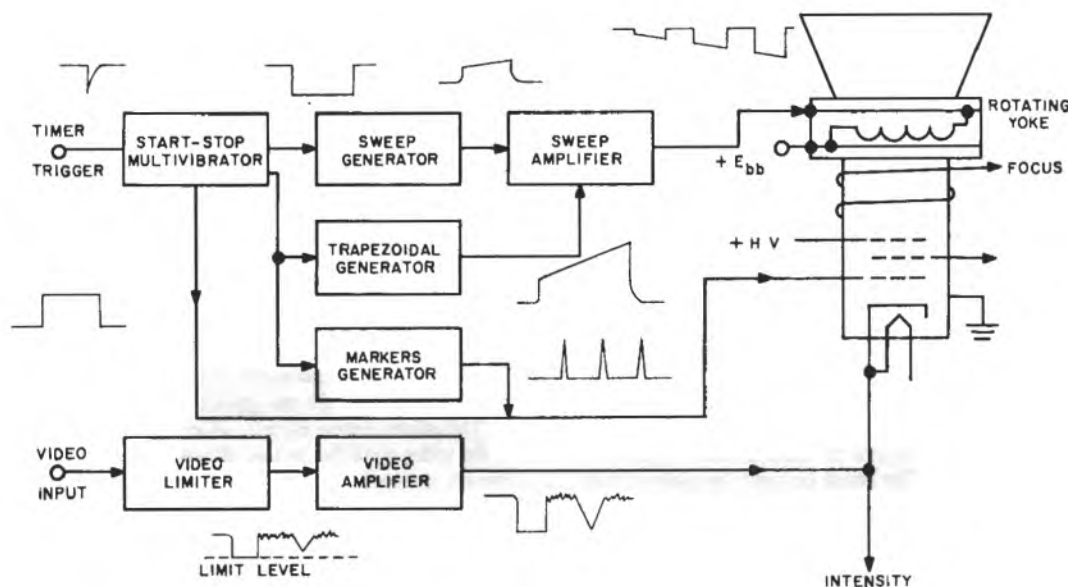 TIMER
TRIGGER
START-STOP
MULTIVIBRATOR
SWEEP
GENERATOR
SWEEP
AMPLIFIER
ROTATING
YOKE
+ E_bb
FOCUS
+ H V
TRAPEZOIDAL
GENERATOR
MARKERS
GENERATOR
VIDEO
INPUT
VIDEO
LIMITER
VIDEO
AMPLIFIER
LIMIT LEVEL
INTENSITY